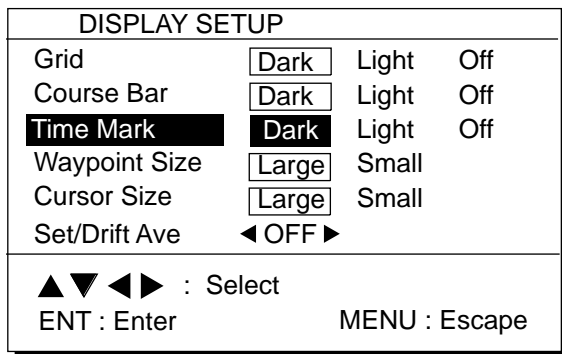 DISPLAY SETUP
Grid Dark Light Off
Course Bar Dark Light Off
Time Mark Dark Light Off
Waypoint Size Large Small
Cursor Size Large Small
Set/Drift Ave ◀ OFF ▶
▲ ▼ ◀ ▶ : Select
ENT : Enter MENU : Escape